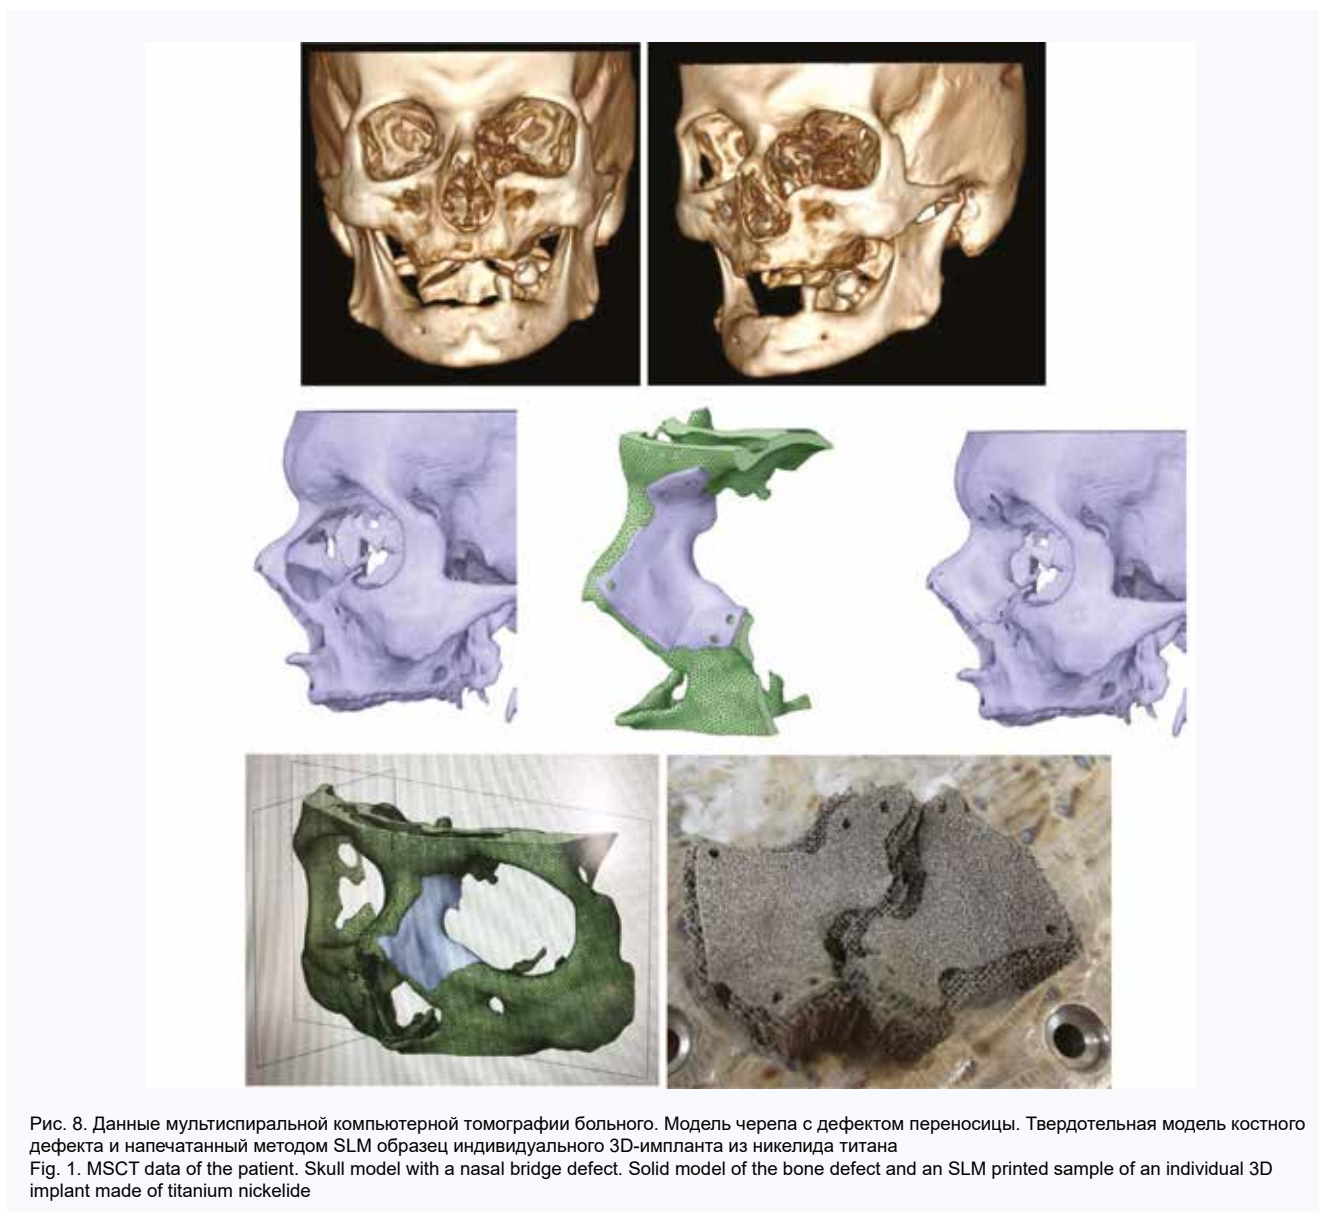 Рис. 8. Данные мультиспиральной компьютерной томографии больного. Модель черепа с дефектом переносицы. Твердотельная модель костного
дефекта и напечатанный методом SLM образец индивидуального 3D-импланта из никелида титана
Fig. 1. MSCT data of the patient. Skull model with a nasal bridge defect. Solid model of the bone defect and an SLM printed sample of an individual 3D
implant made of titanium nickelide